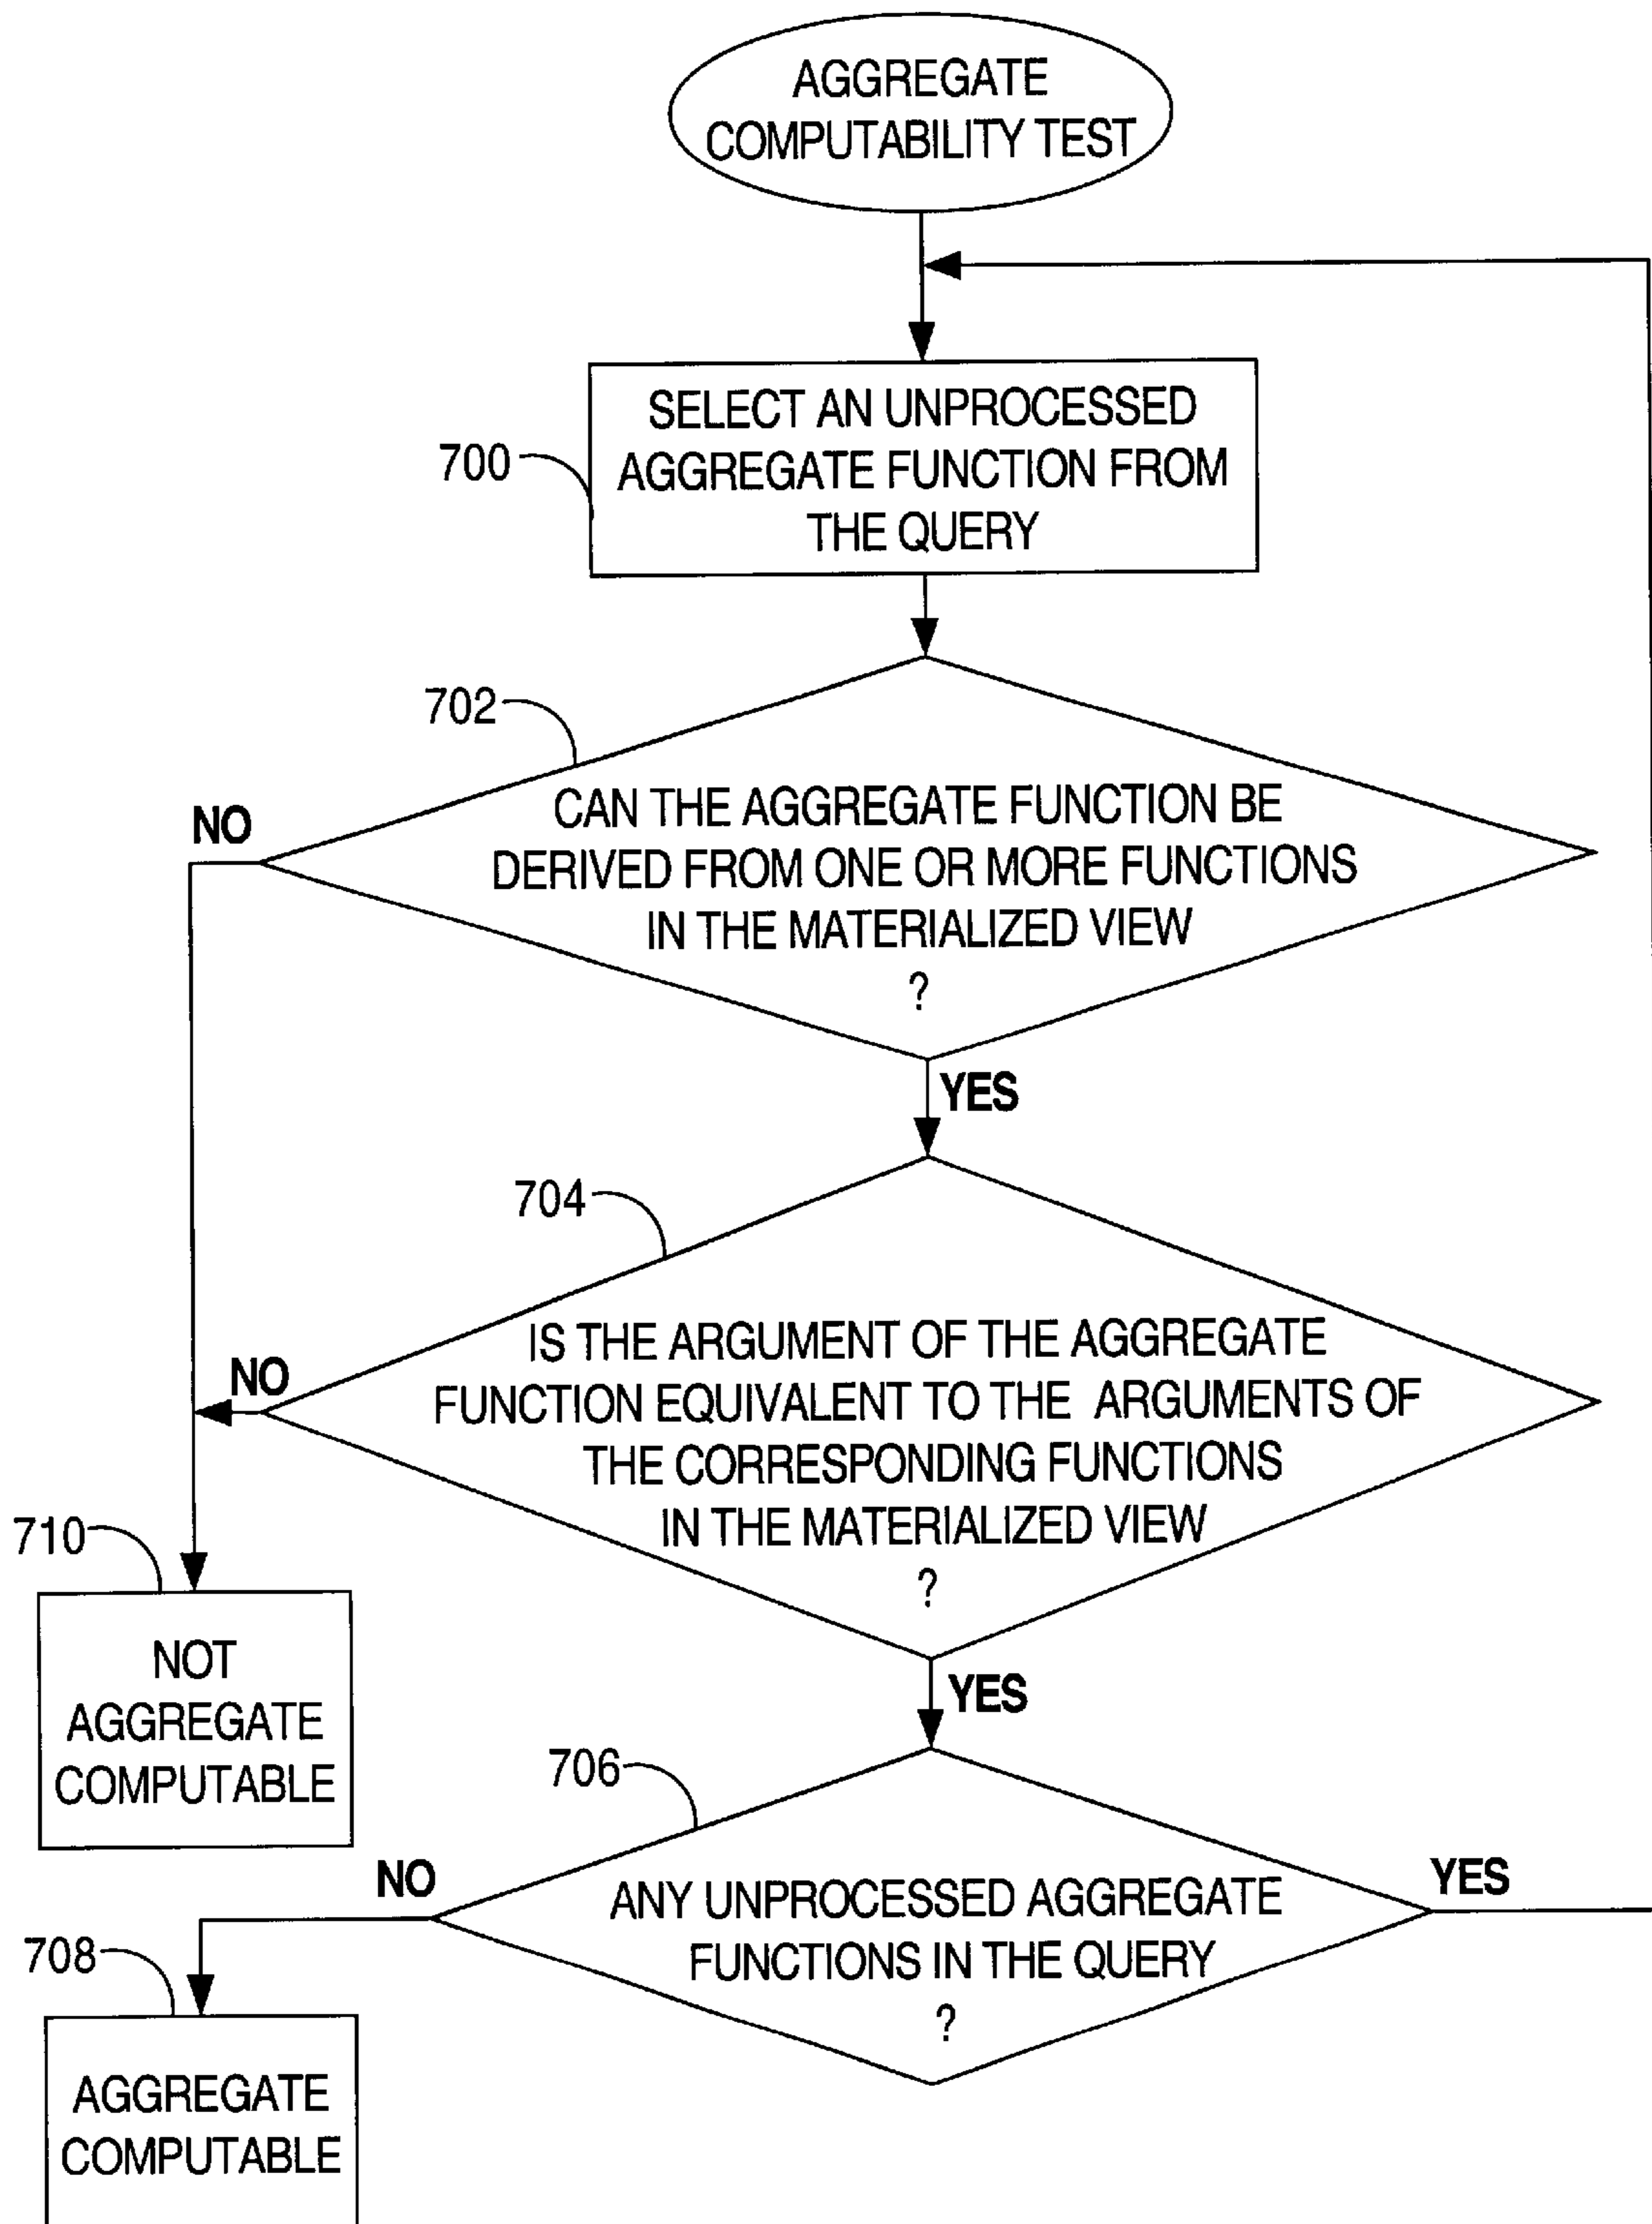 AGGREGATE
COMPUTABILITY TEST
700
SELECT AN UNPROCESSED
AGGREGATE FUNCTION FROM
THE QUERY
702
NO
CAN THE AGGREGATE FUNCTION BE
DERIVED FROM ONE OR MORE FUNCTIONS
IN THE MATERIALIZED VIEW
?
YES
704
NO
IS THE ARGUMENT OF THE AGGREGATE
FUNCTION EQUIVALENT TO THE ARGUMENTS OF
THE CORRESPONDING FUNCTIONS
IN THE MATERIALIZED VIEW
?
710
NOT
AGGREGATE
COMPUTABLE
YES
706
NO
ANY UNPROCESSED AGGREGATE
FUNCTIONS IN THE QUERY
?
YES
708
AGGREGATE
COMPUTABLE